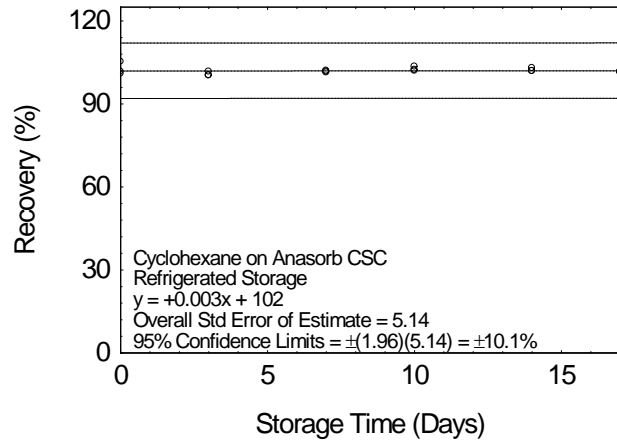 120
90
60
30
0
Recovery (%)
Cyclohexane on Anasorb CSC
Refrigerated Storage
y = +0.003x + 102
Overall Std Error of Estimate = 5.14
95% Confidence Limits = ±(1.96)(5.14) = ±10.1%
0 5 10 15
Storage Time (Days)